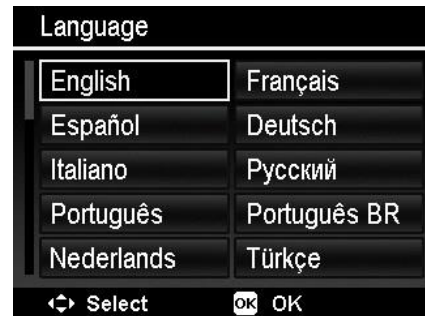 Language
English Français
Español Deutsch
Italiano Русский
Português Português BR
Nederlands Türkçe
Select OK OK